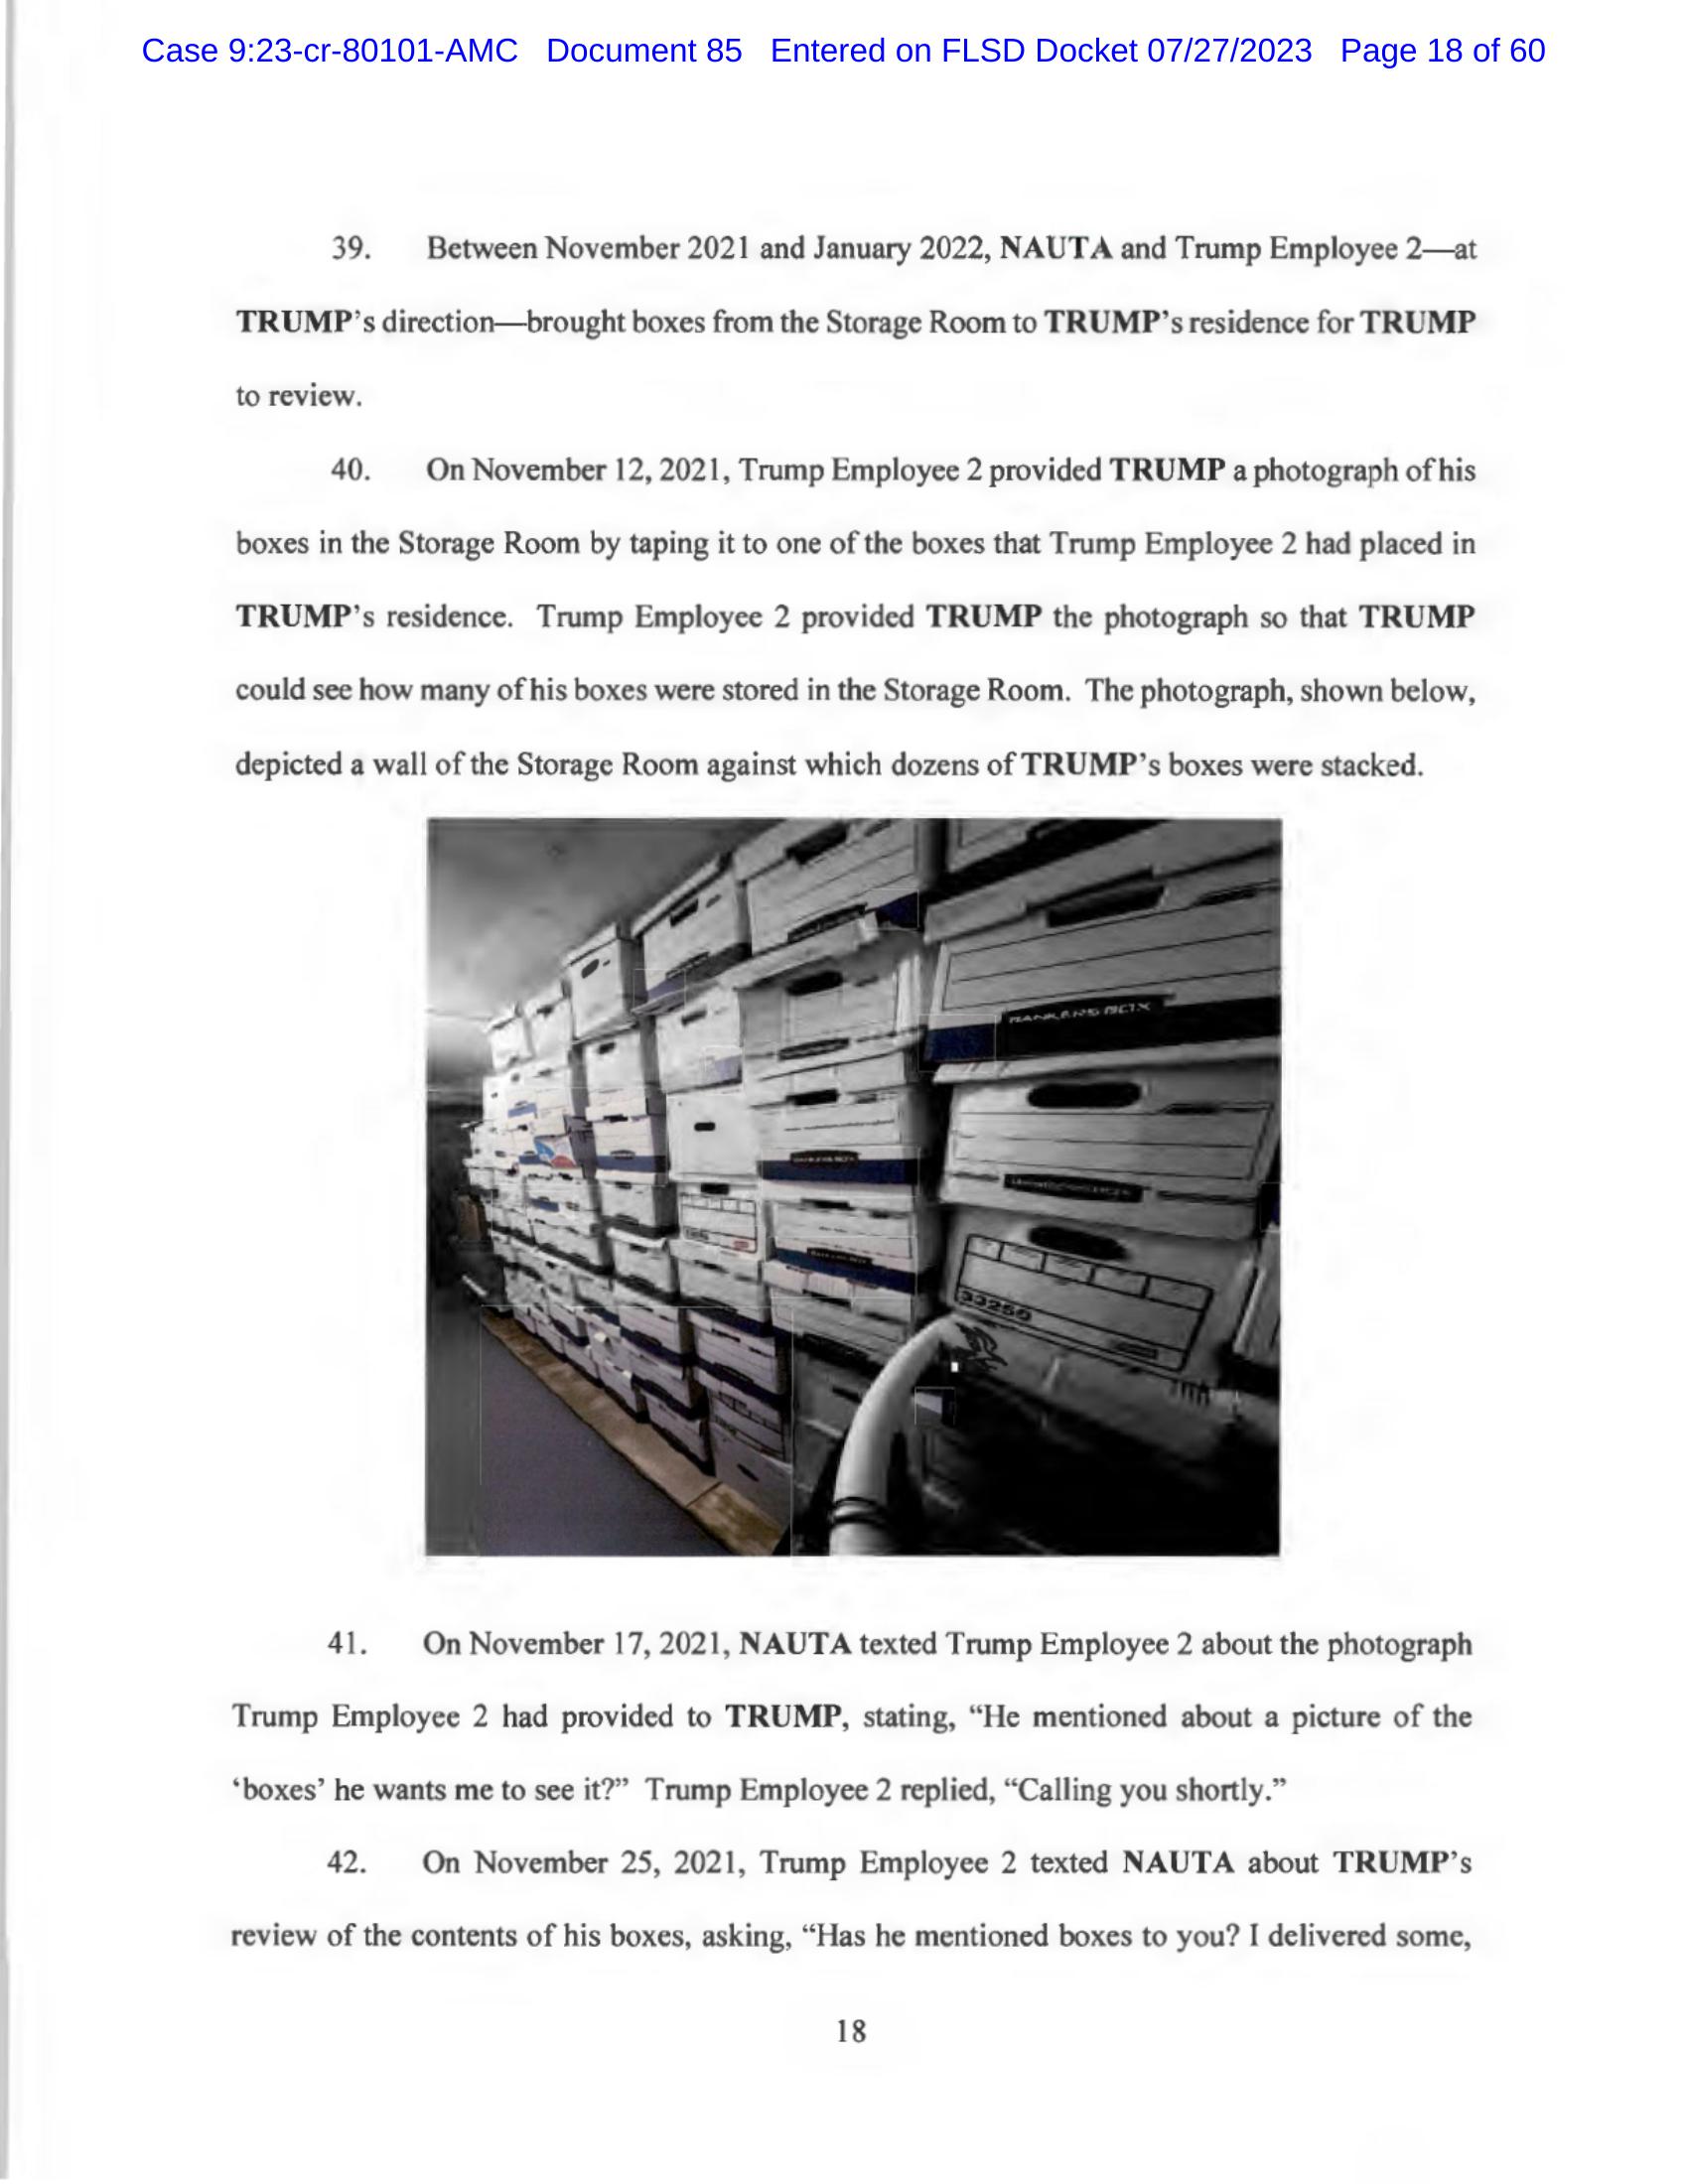 Case 9:23-cr-80101-AMC Document 85 Entered on FLSD Docket 07/27/2023 Page 18 of 60
39. Between November 2021 and January 2022, NAUTA and Trump Employee 2—at
TRUMP's direction—brought boxes from the Storage Room to TRUMP's residence for TRUMP
to review.
40. On November 12, 2021, Trump Employee 2 provided TRUMP a photograph of his
boxes in the Storage Room by taping it to one of the boxes that Trump Employee 2 had placed in
TRUMP's residence. Trump Employee 2 provided TRUMP the photograph so that TRUMP
could see how many of his boxes were stored in the Storage Room. The photograph, shown below,
depicted a wall of the Storage Room against which dozens of TRUMP's boxes were stacked.
BANKERS BOX
33250
41. On November 17, 2021, NAUTA texted Trump Employee 2 about the photograph
Trump Employee 2 had provided to TRUMP, stating, “He mentioned about a picture of the
‘boxes’ he wants me to see it?” Trump Employee 2 replied, “Calling you shortly.”
42. On November 25, 2021, Trump Employee 2 texted NAUTA about TRUMP's
review of the contents of his boxes, asking, “Has he mentioned boxes to you? I delivered some,
18